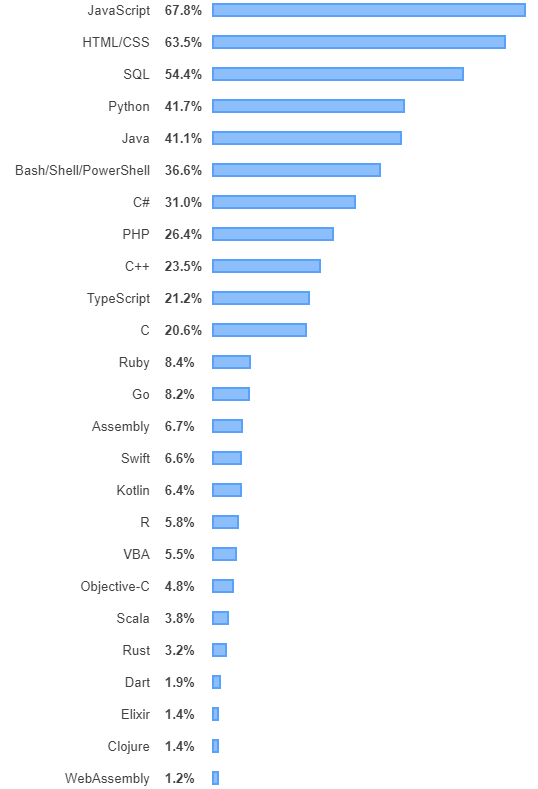 JavaScript 67.8%
HTML/CSS 63.5%
SQL 54.4%
Python 41.7%
Java 41.1%
Bash/Shell/PowerShell 36.6%
C# 31.0%
PHP 26.4%
C++ 23.5%
TypeScript 21.2%
C 20.6%
Ruby 8.4%
Go 8.2%
Assembly 6.7%
Swift 6.6%
Kotlin 6.4%
R 5.8%
VBA 5.5%
Objective-C 4.8%
Scala 3.8%
Rust 3.2%
Dart 1.9%
Elixir 1.4%
Clojure 1.4%
WebAssembly 1.2%